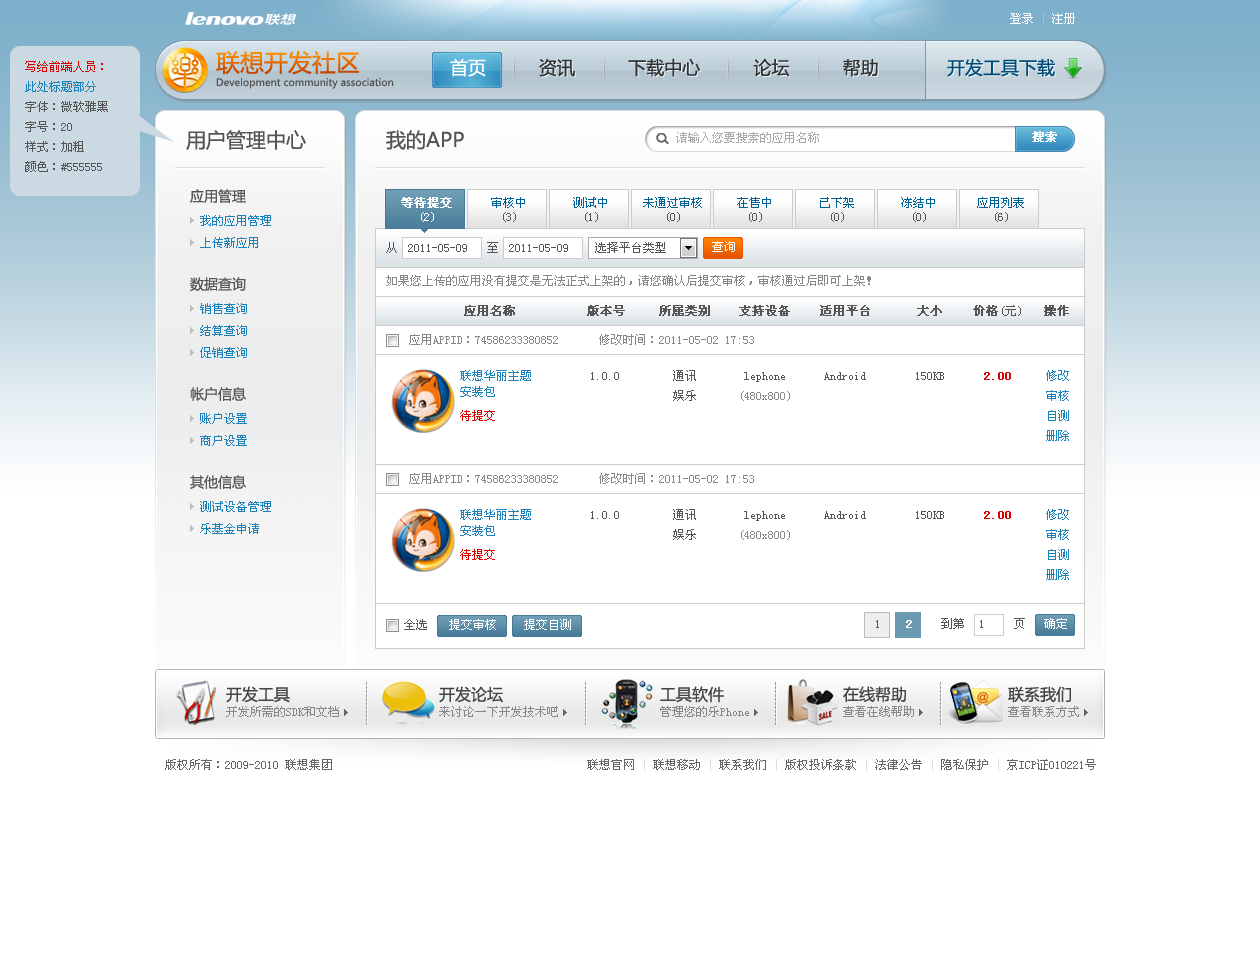 lenovo联想
登录 注册
写给前端人员：
此处标题部分
字体：微软雅黑
字号：20
样式：加粗
颜色：#555555
联想开发社区
Development community association
首页 资讯 下载中心 论坛 帮助 开发工具下载
用户管理中心
应用管理
我的应用管理
上传新应用
数据查询
销售查询
结算查询
促销查询
帐户信息
账户设置
商户设置
其他信息
测试设备管理
乐基金申请
我的APP
请输入您要搜索的应用名称 搜索
等待提交 审核中 测试中 未通过审核 在售中 已下架 冻结中 应用列表
(2) (3) (1) (0) (0) (0) (0) (6)
从 2011-05-09 至 2011-05-09 选择平台类型 查询
如果您上传的应用没有提交是无法正式上架的，请您确认后提交审核，审核通过后即可上架！
应用名称 版本号 所属类别 支持设备 适用平台 大小 价格(元) 操作
应用APPID：74586233380852 修改时间：2011-05-02 17:53
联想华丽主题 1.0.0 通讯 lephone Android 150KB 2.00 修改
安装包 娱乐 (480x800) 审核
待提交 自测
删除
应用APPID：74586233380852 修改时间：2011-05-02 17:53
联想华丽主题 1.0.0 通讯 lephone Android 150KB 2.00 修改
安装包 娱乐 (480x800) 审核
待提交 自测
删除
全选 提交审核 提交自测 1 2 到第 1 页 确定
开发工具 开发论坛 工具软件 在线帮助 联系我们
开发所需的SDK和文档 来讨论一下开发技术吧 管理您的乐Phone 查看在线帮助 查看联系方式
SALE
@
版权所有：2009-2010 联想集团 联想官网 联想移动 联系我们 版权投诉条款 法律公告 隐私保护 京ICP证010221号